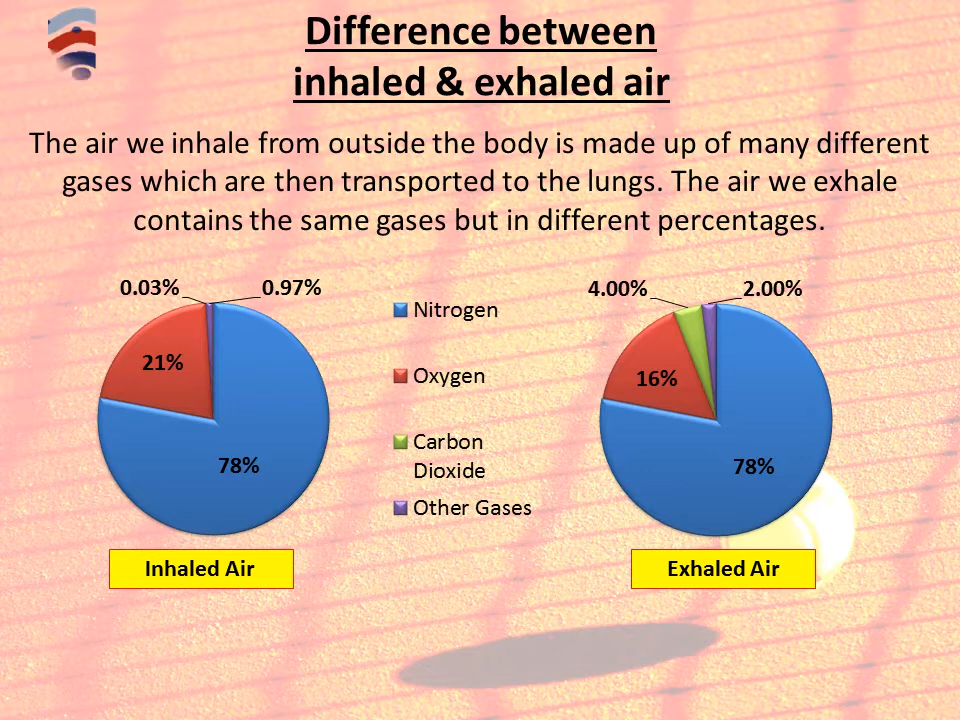 Difference between
inhaled & exhaled air
The air we inhale from outside the body is made up of many different
gases which are then transported to the lungs. The air we exhale
contains the same gases but in different percentages.
0.03%
0.97%
21%
78%
Inhaled Air
Nitrogen
Oxygen
Carbon
Dioxide
Other Gases
4.00%
2.00%
16%
78%
Exhaled Air